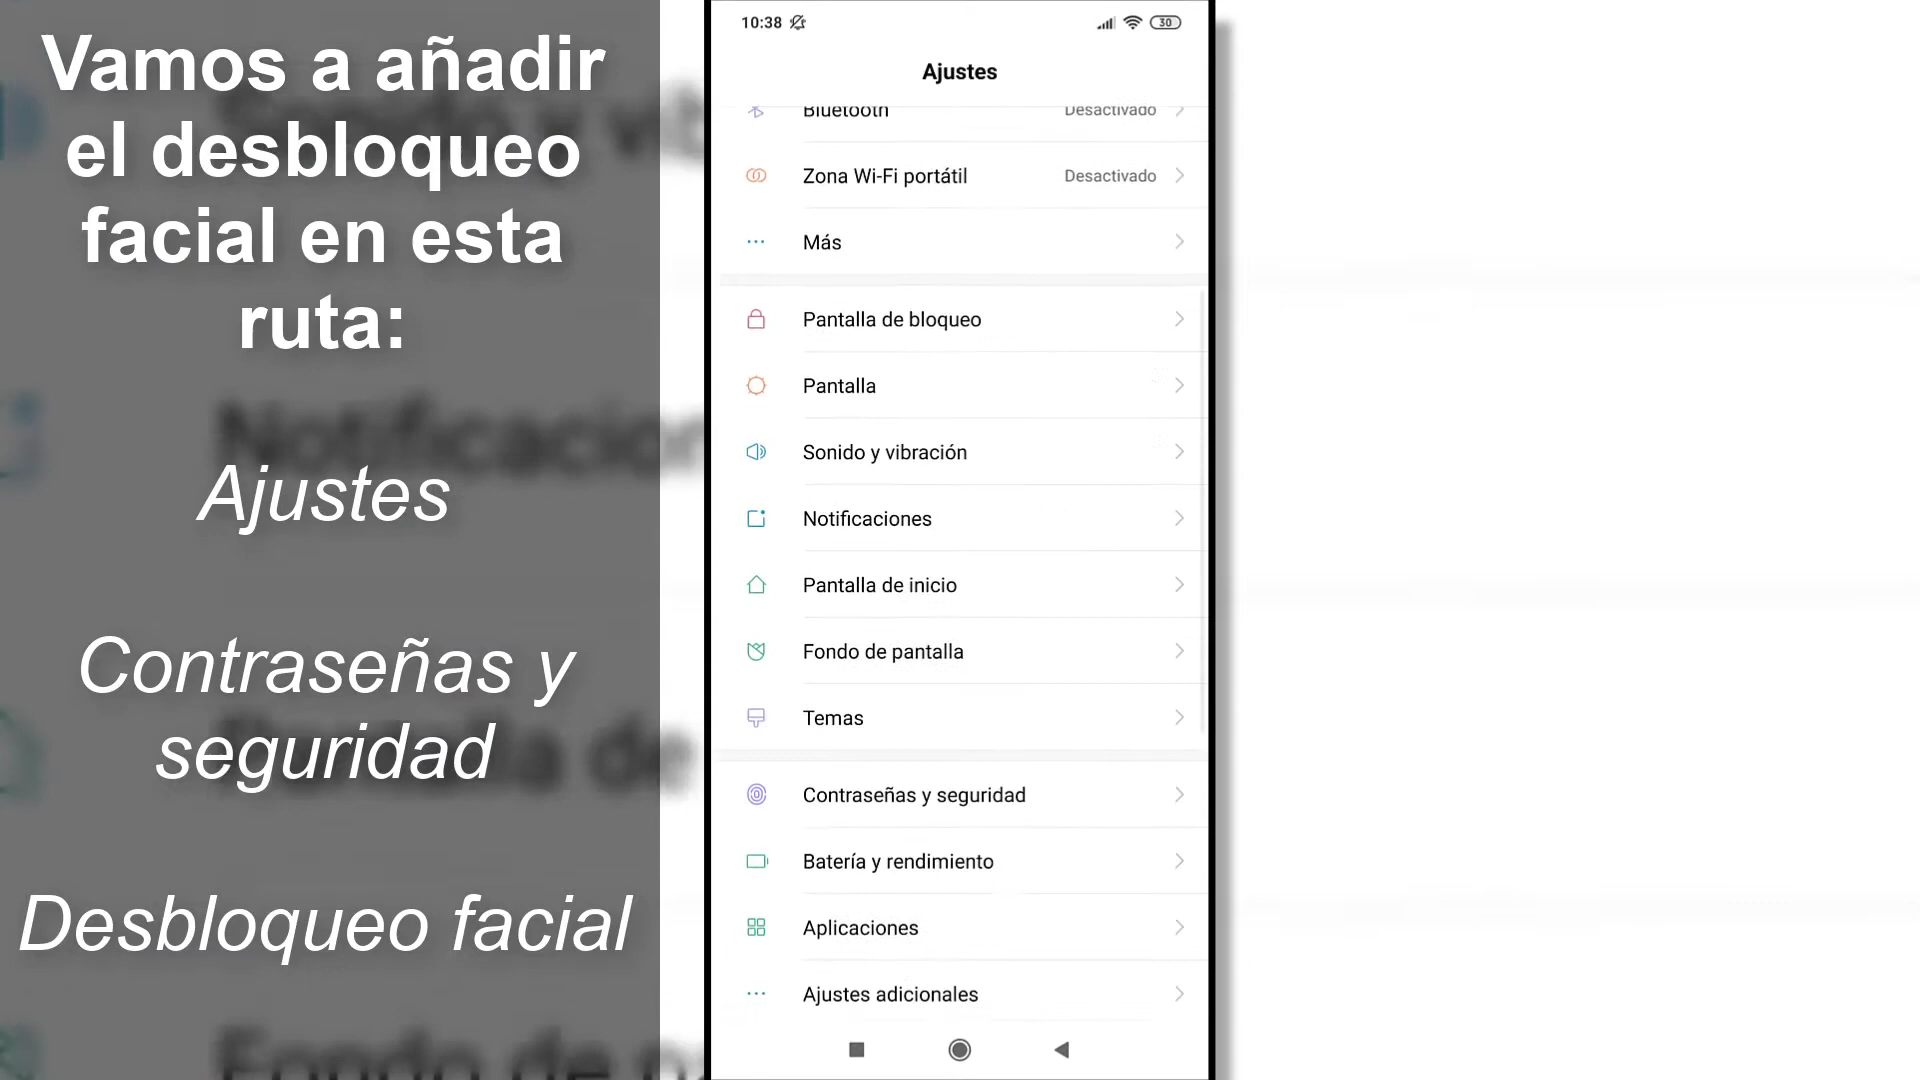 Vamos a añadir
el desbloqueo
facial en esta
ruta:
Ajustes
Contraseñas y
seguridad
Desbloqueo facial
10:38
30
Ajustes
Bluetooth Desactivado
Zona Wi-Fi portátil Desactivado
Más
Pantalla de bloqueo
Pantalla
Sonido y vibración
Notificaciones
Pantalla de inicio
Fondo de pantalla
Temas
Contraseñas y seguridad
Batería y rendimiento
Aplicaciones
Ajustes adicionales